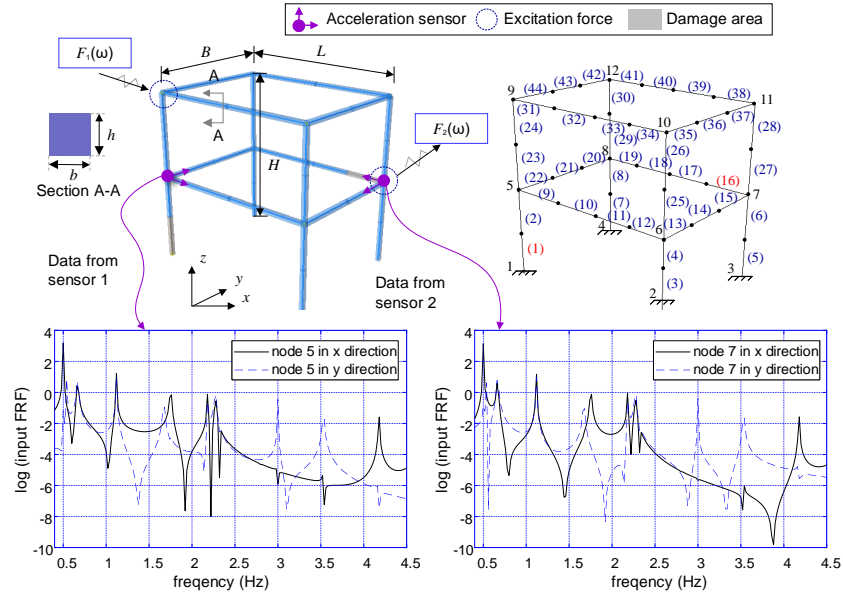 Acceleration sensor
Excitation force
Damage area
F₁(ω)
B
L
A
A
H
h
b
Section A-A
F₂(ω)
Data from
sensor 1
z
y
x
Data from
sensor 2
12
9
(44)
(43)
(42)
(41)
(40)
(39)
(38)
11
(31)
(32)
(30)
(33)
(34)
10
(35)
(36)
(37)
(24)
(29)
(26)
(28)
(23)
8
(20)
(19)
(18)
(17)
(16)
(27)
5
(22)
(21)
(8)
(25)
7
(9)
(10)
(7)
(11)
(12)
(13)
(14)
(15)
(2)
4
6
(6)
(1)
(4)
(5)
1
(3)
3
2
4
2
0
-2
-4
-6
-8
-10
log (input FRF)
node 5 in x direction
node 5 in y direction
0.5 1 1.5 2 2.5 3 3.5 4 4.5
freqency (Hz)
4
2
0
-2
-4
-6
-8
-10
log (input FRF)
node 7 in x direction
node 7 in y direction
0.5 1 1.5 2 2.5 3 3.5 4 4.5
freqency (Hz)